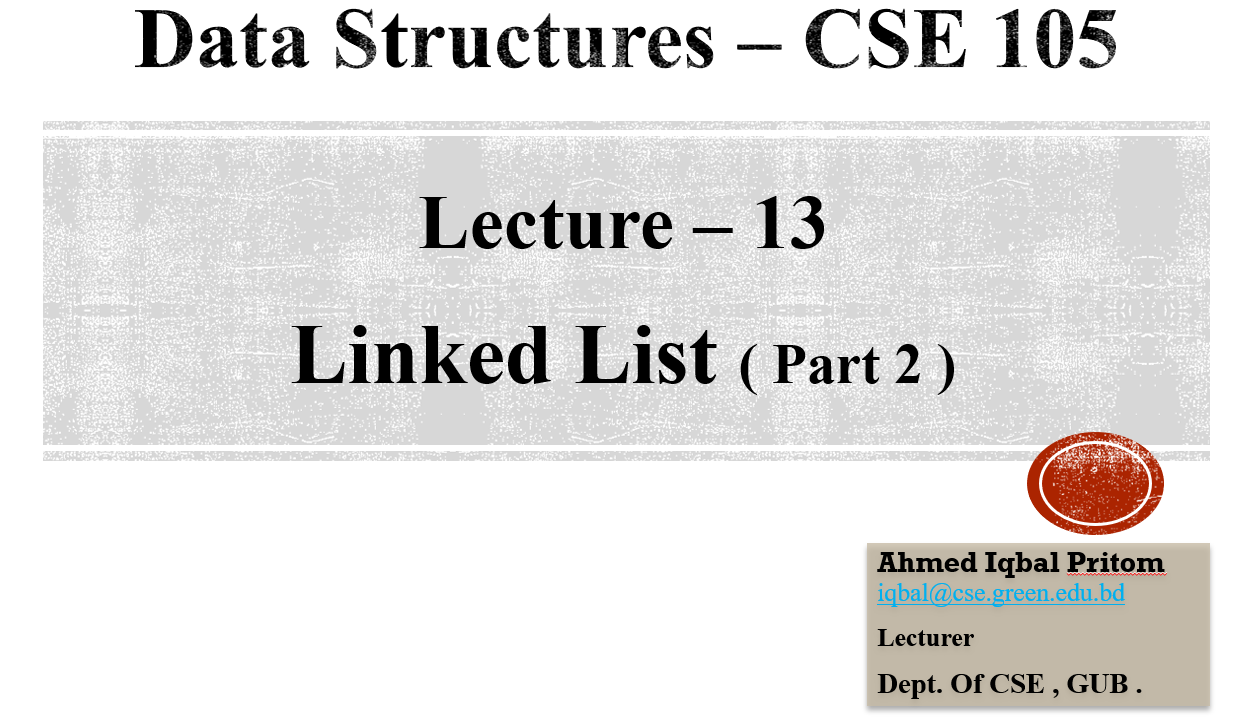 Data Structures – CSE 105
Lecture – 13
Linked List ( Part 2 )
Ahmed Iqbal Pritom
iqbal@cse.green.edu.bd
Lecturer
Dept. Of CSE , GUB .